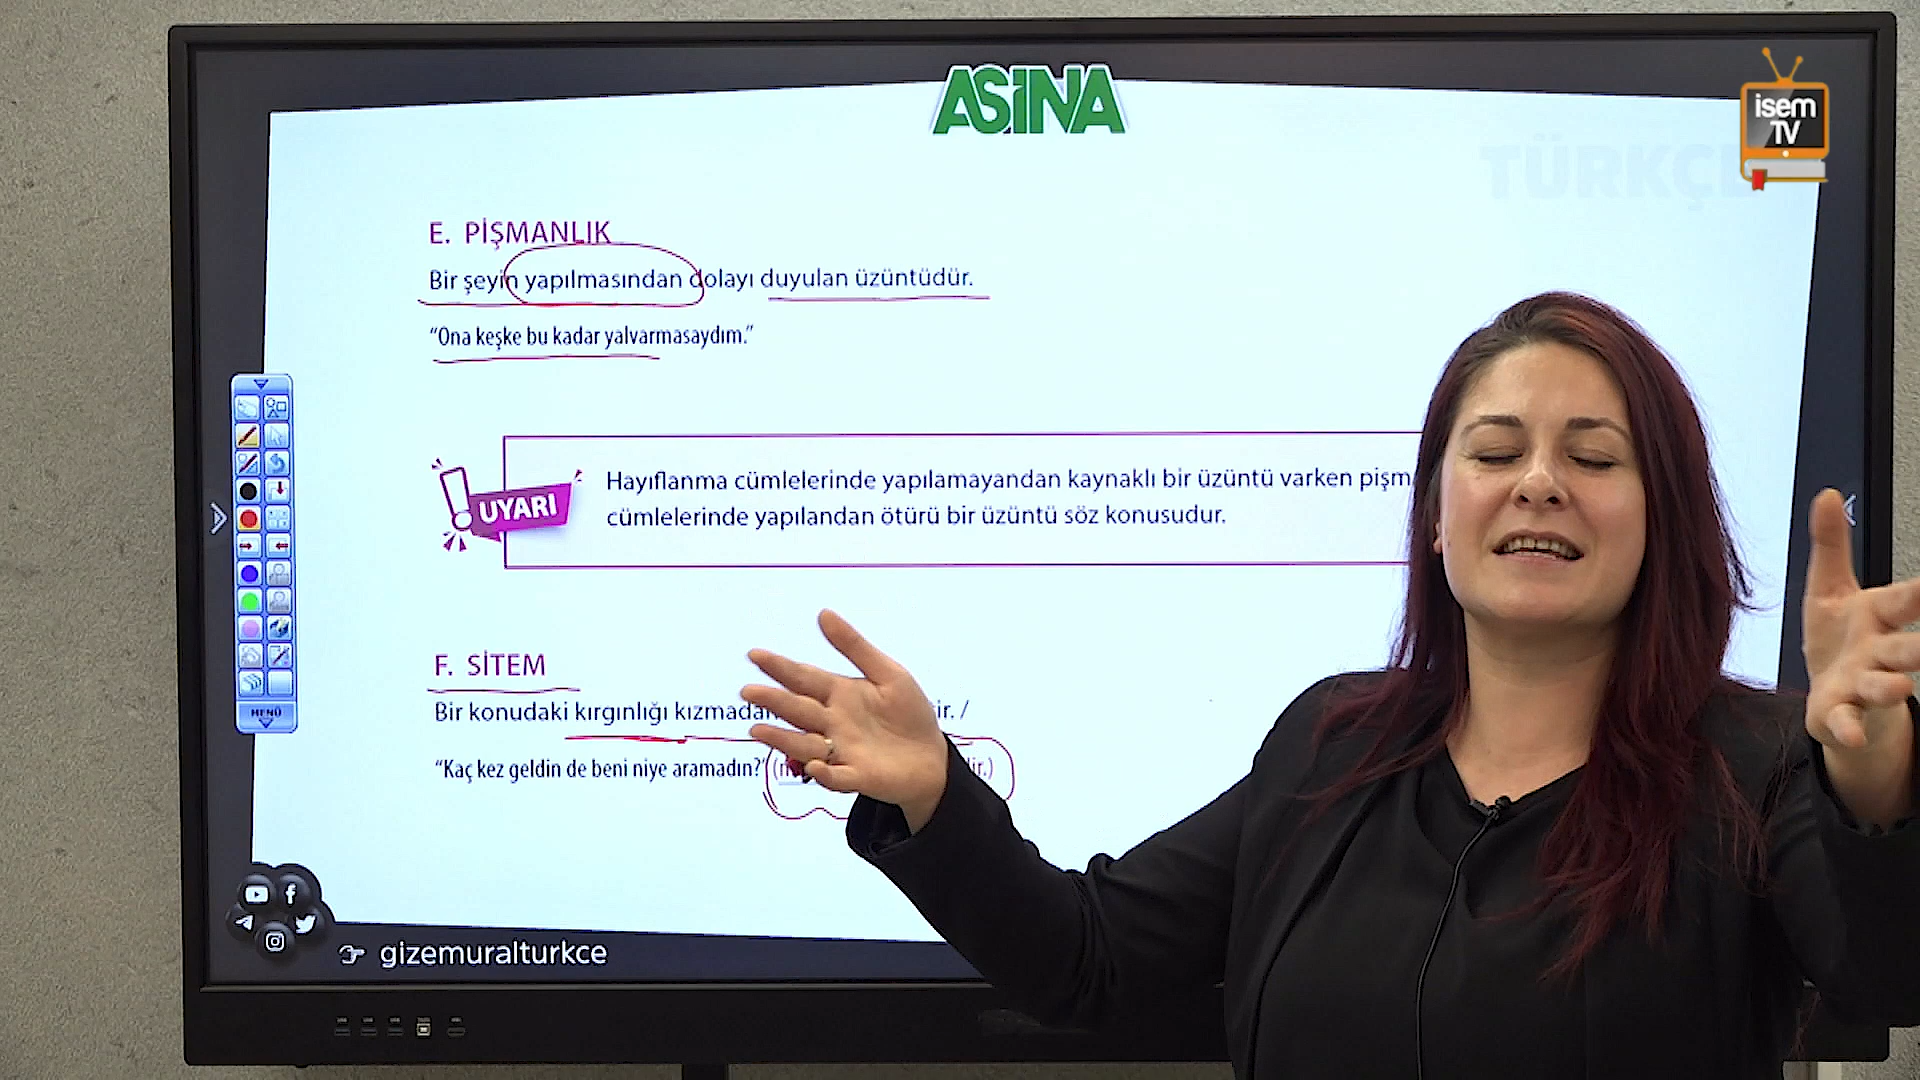 ASİNA
isem
TV
TÜRKÇE
E. PİŞMANLIK
Bir şeyin yapılmasından dolayı duyulan üzüntüdür.
“Ona keşke bu kadar yalvarmasaydım.”
UYARI
Hayıflanma cümlelerinde yapılamayandan kaynaklı bir üzüntü varken pişm
cümlelerinde yapılandan ötürü bir üzüntü söz konusudur.
F. SİTEM
Bir konudaki kırgınlığı kızmadan ir. /
“Kaç kez geldin de beni niye aramadın?”
MENÜ
gizemuralturkce